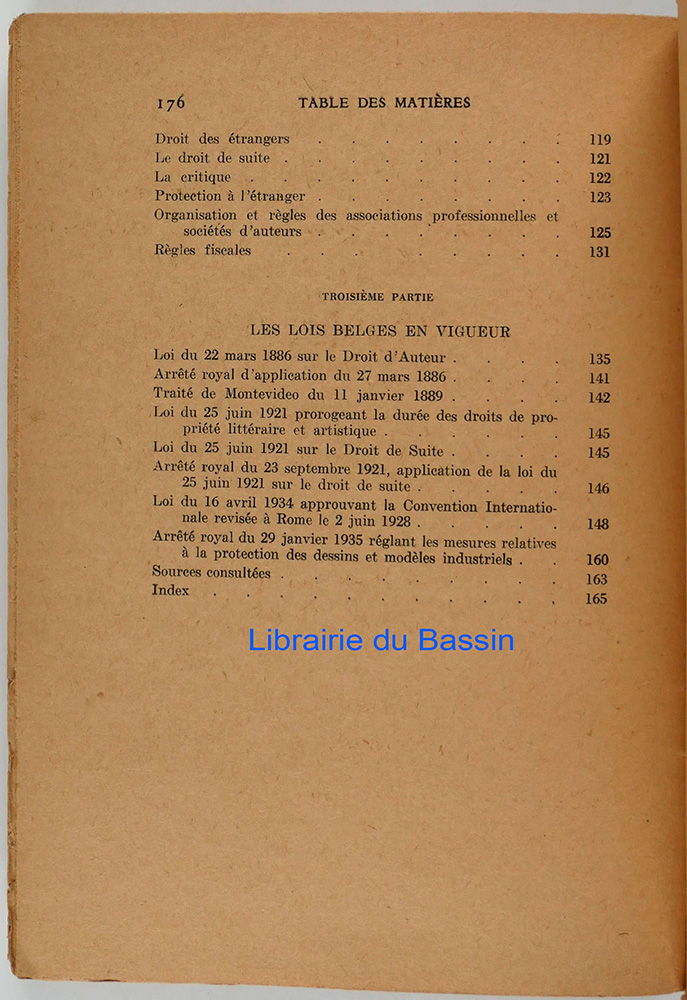 176 TABLE DES MATIÈRES
Droit des étrangers . . . . . . . . 119
Le droit de suite . . . . . . . . . 121
La critique . . . . . . . . . . 122
Protection à l'étranger . . . . . . . . 123
Organisation et règles des associations professionnelles et
sociétés d'auteurs . . . . . . . . 125
Règles fiscales . . . . . . . . 131
TROISIÈME PARTIE
LES LOIS BELGES EN VIGUEUR
Loi du 22 mars 1886 sur le Droit d'Auteur . . . . 135
Arrêté royal d'application du 27 mars 1886 . . . . 141
Traité de Montevideo du 11 janvier 1889 . . . . 142
Loi du 25 juin 1921 prorogeant la durée des droits de pro-
priété littéraire et artistique . . . . . . 145
Loi du 25 juin 1921 sur le Droit de Suite . . . . 145
Arrêté royal du 23 septembre 1921, application de la loi du
25 juin 1921 sur le droit de suite . . . . . 146
Loi du 16 avril 1934 approuvant la Convention Internatio-
nale revisée à Rome le 2 juin 1928 . . . . . 148
Arrêté royal du 29 janvier 1935 réglant les mesures relatives
à la protection des dessins et modèles industriels . . 160
Sources consultées . . . . . . . . . 163
Index . . . . . . . . . . . 165
Librairie du Bassin